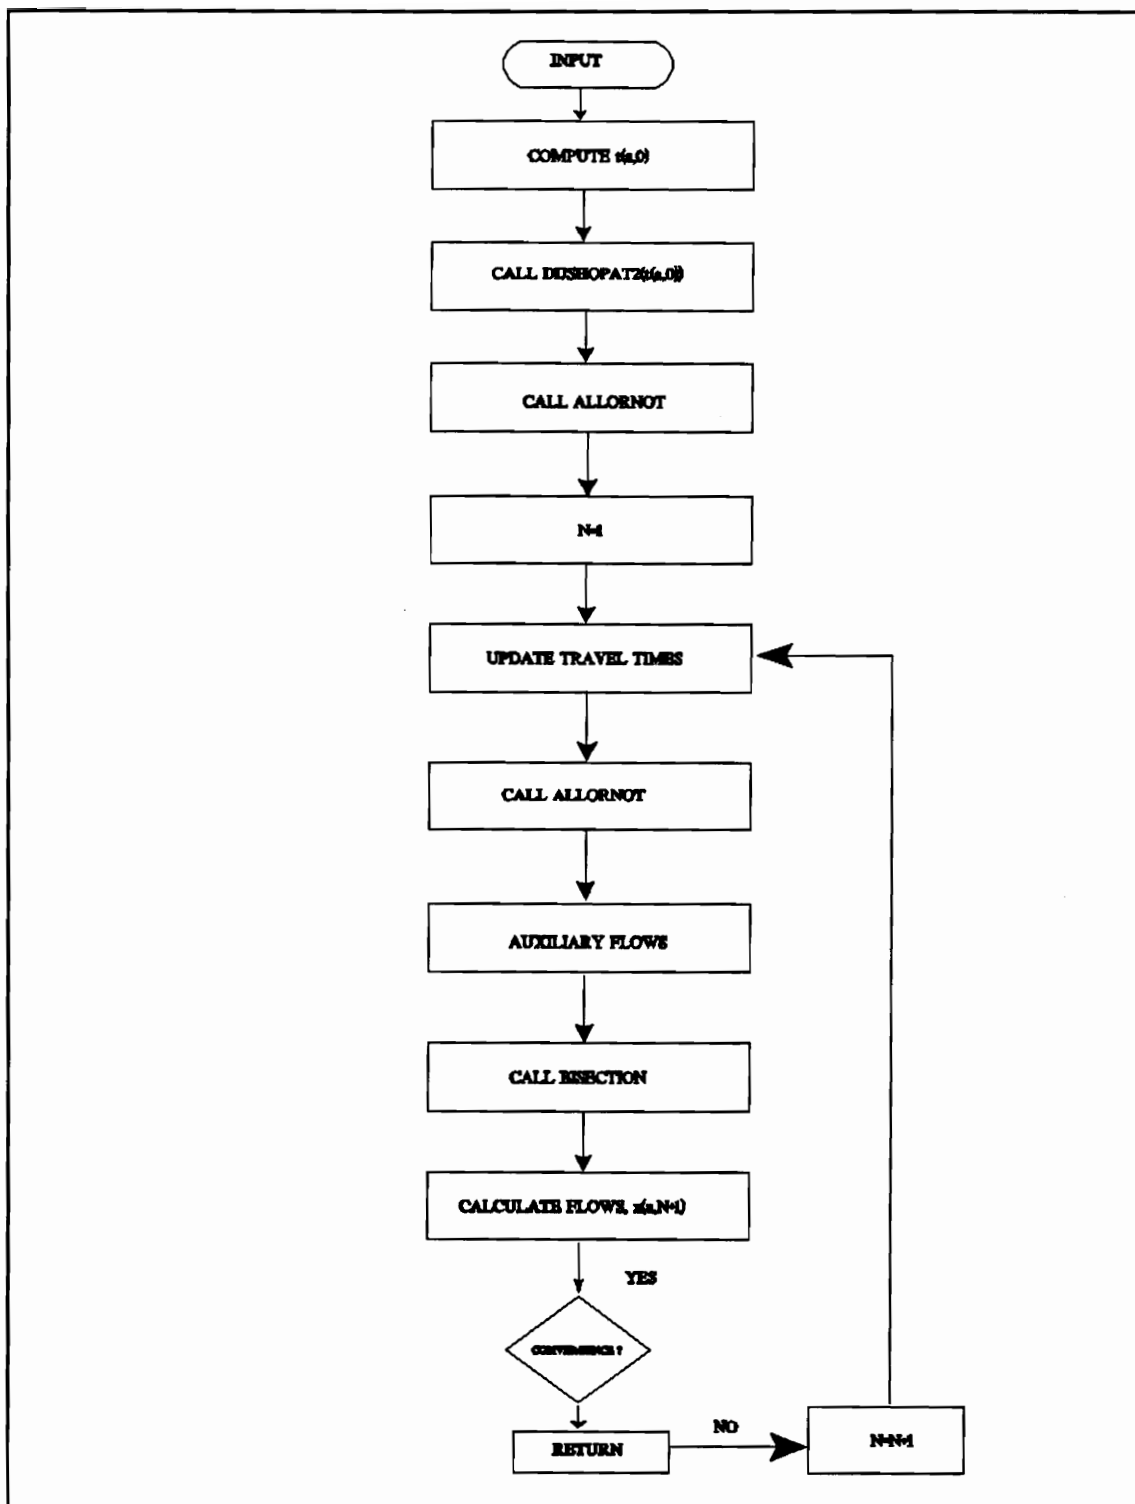 INPUT
COMPUTE t(a,0)
CALL DIJSHOPAT2(t(a,0))
CALL ALLORNOT
N=1
UPDATE TRAVEL TIMES
CALL ALLORNOT
AUXILIARY FLOWS
CALL BISECTION
CALCULATE FLOWS, x(a,N+1)
YES
CONVERGENCE ?
RETURN
NO
N=N+1